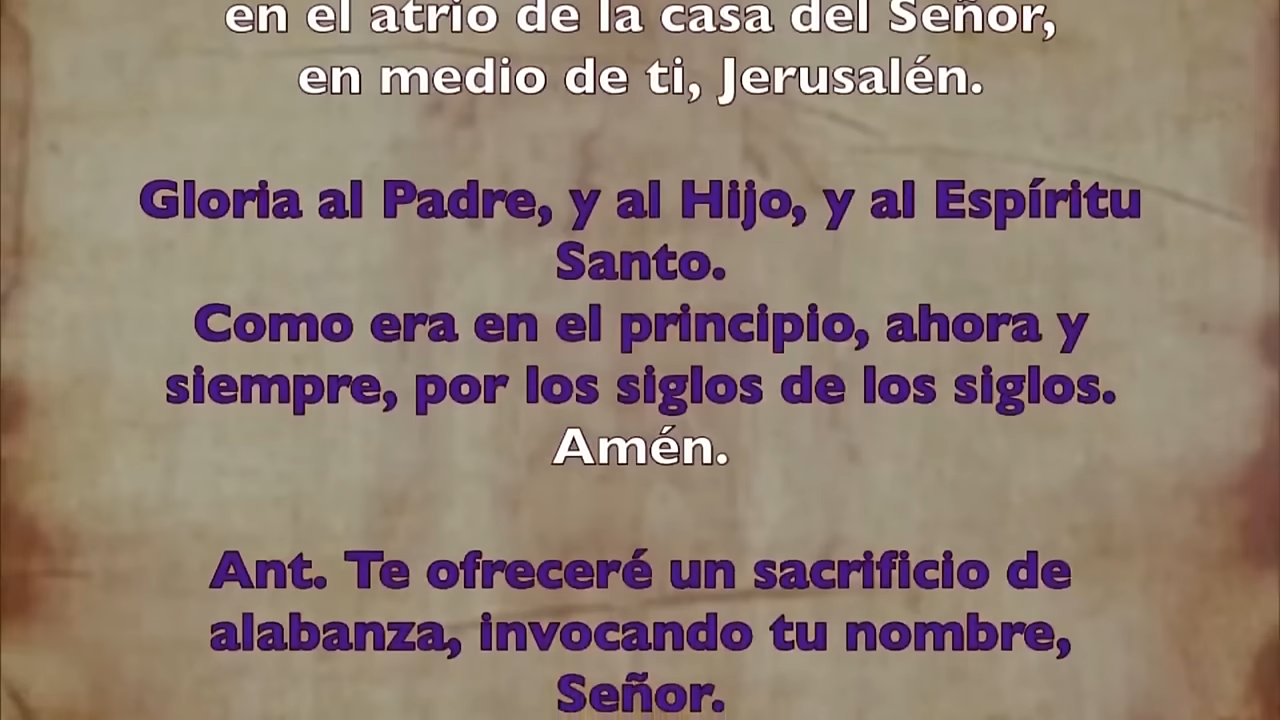 en el atrio de la casa del Señor,
en medio de ti, Jerusalén.
Gloria al Padre, y al Hijo, y al Espíritu
Santo.
Como era en el principio, ahora y
siempre, por los siglos de los siglos.
Amén.
Ant. Te ofreceré un sacrificio de
alabanza, invocando tu nombre,
Señor.